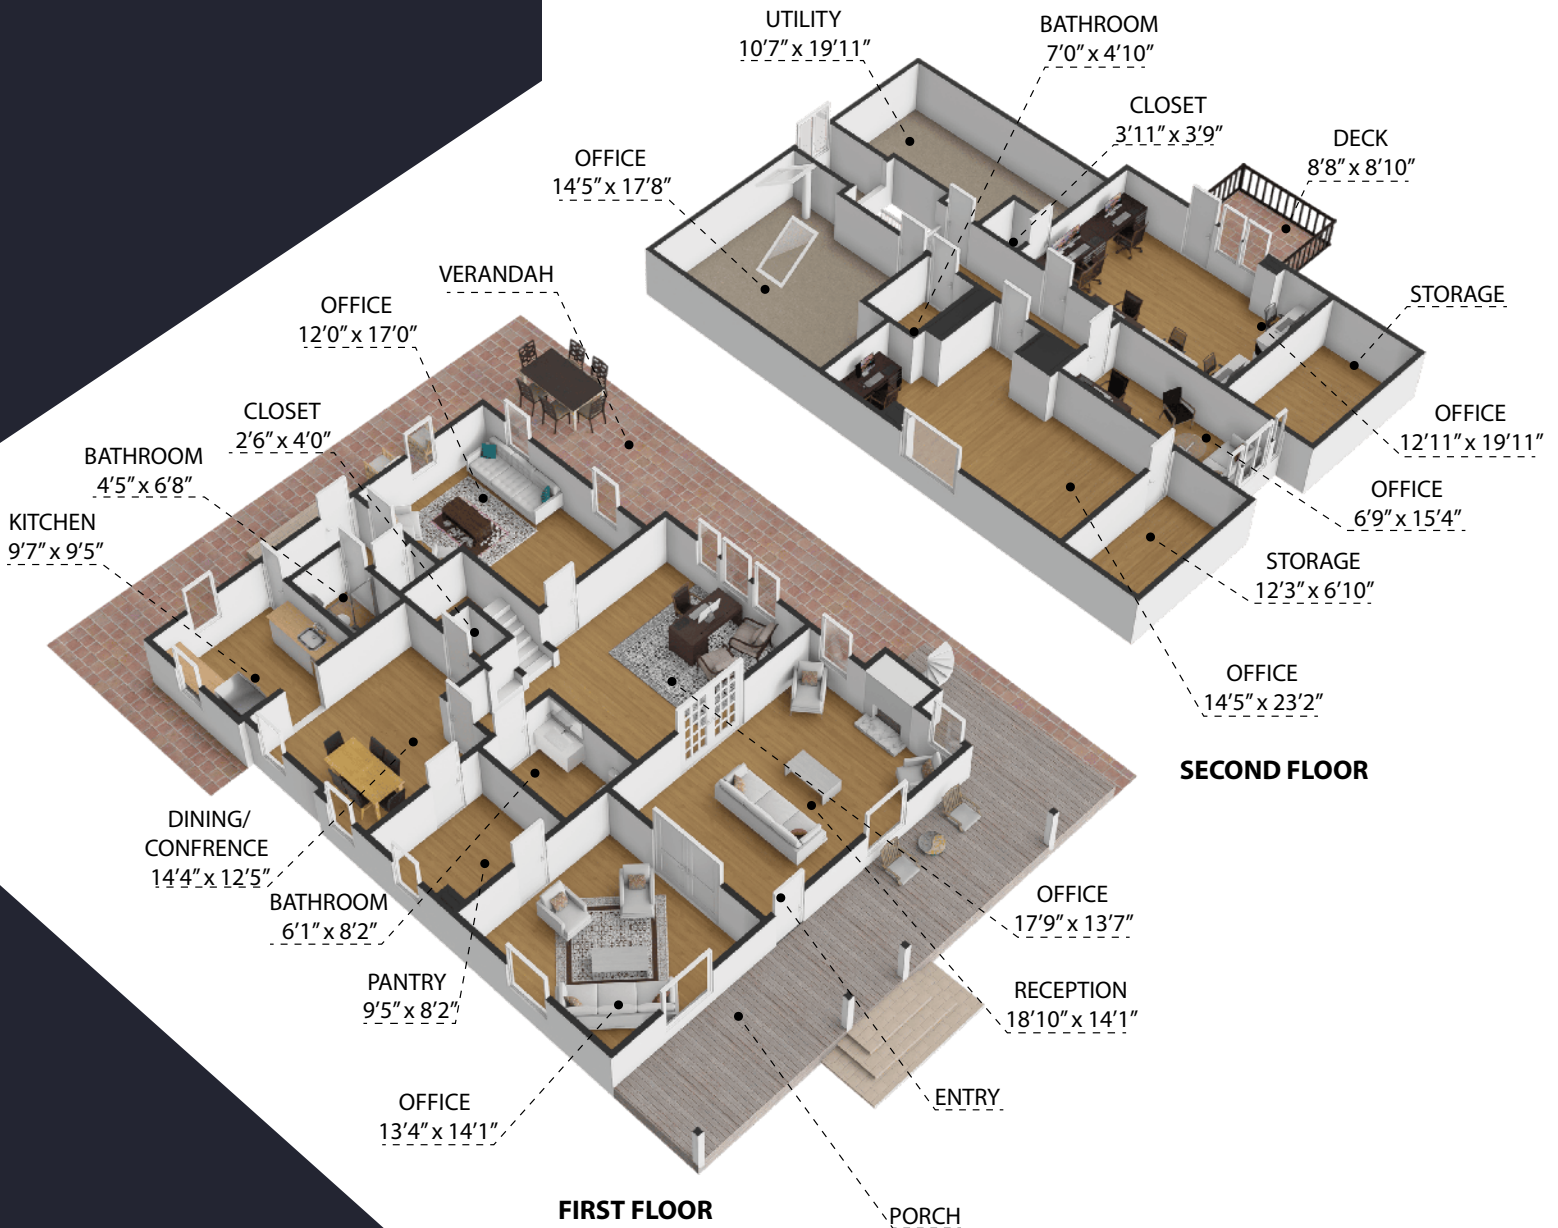 UTILITY
10’7” x 19’11”
BATHROOM
7’0” x 4’10”
CLOSET
3’11” x 3’9”
DECK
8’8” x 8’10”
OFFICE
14’5” x 17’8”
STORAGE
OFFICE
12’11” x 19’11”
OFFICE
6’9” x 15’4”
STORAGE
12’3” x 6’10”
OFFICE
14’5” x 23’2”
SECOND FLOOR
VERANDAH
OFFICE
12’0” x 17’0”
CLOSET
2’6” x 4’0”
BATHROOM
4’5” x 6’8”
KITCHEN
9’7” x 9’5”
DINING/
CONFRENCE
14’4” x 12’5”
BATHROOM
6’1” x 8’2”
PANTRY
9’5” x 8’2”
OFFICE
13’4” x 14’1”
OFFICE
17’9” x 13’7”
RECEPTION
18’10” x 14’1”
ENTRY
PORCH
FIRST FLOOR